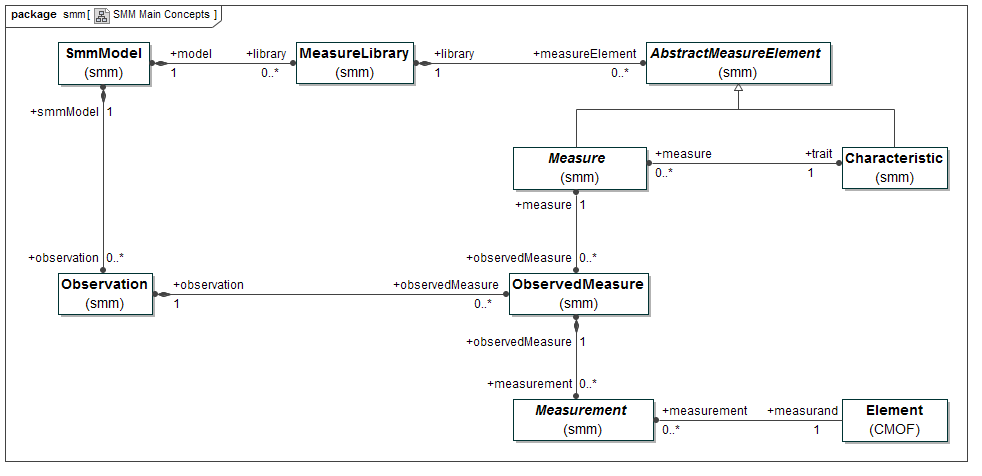 package smm[ SMM Main Concepts ]
SmmModel
(smm)
+model
1
+library
0..*
MeasureLibrary
(smm)
+library
1
+measureElement
0..*
AbstractMeasureElement
(smm)
+smmModel
1
Measure
(smm)
+measure
0..*
+trait
1
Characteristic
(smm)
+measure
1
+observation
0..*
+observedMeasure
0..*
Observation
(smm)
+observation
1
+observedMeasure
0..*
ObservedMeasure
(smm)
+observedMeasure
1
+measurement
0..*
Measurement
(smm)
+measurement
0..*
+measurand
1
Element
(CMOF)